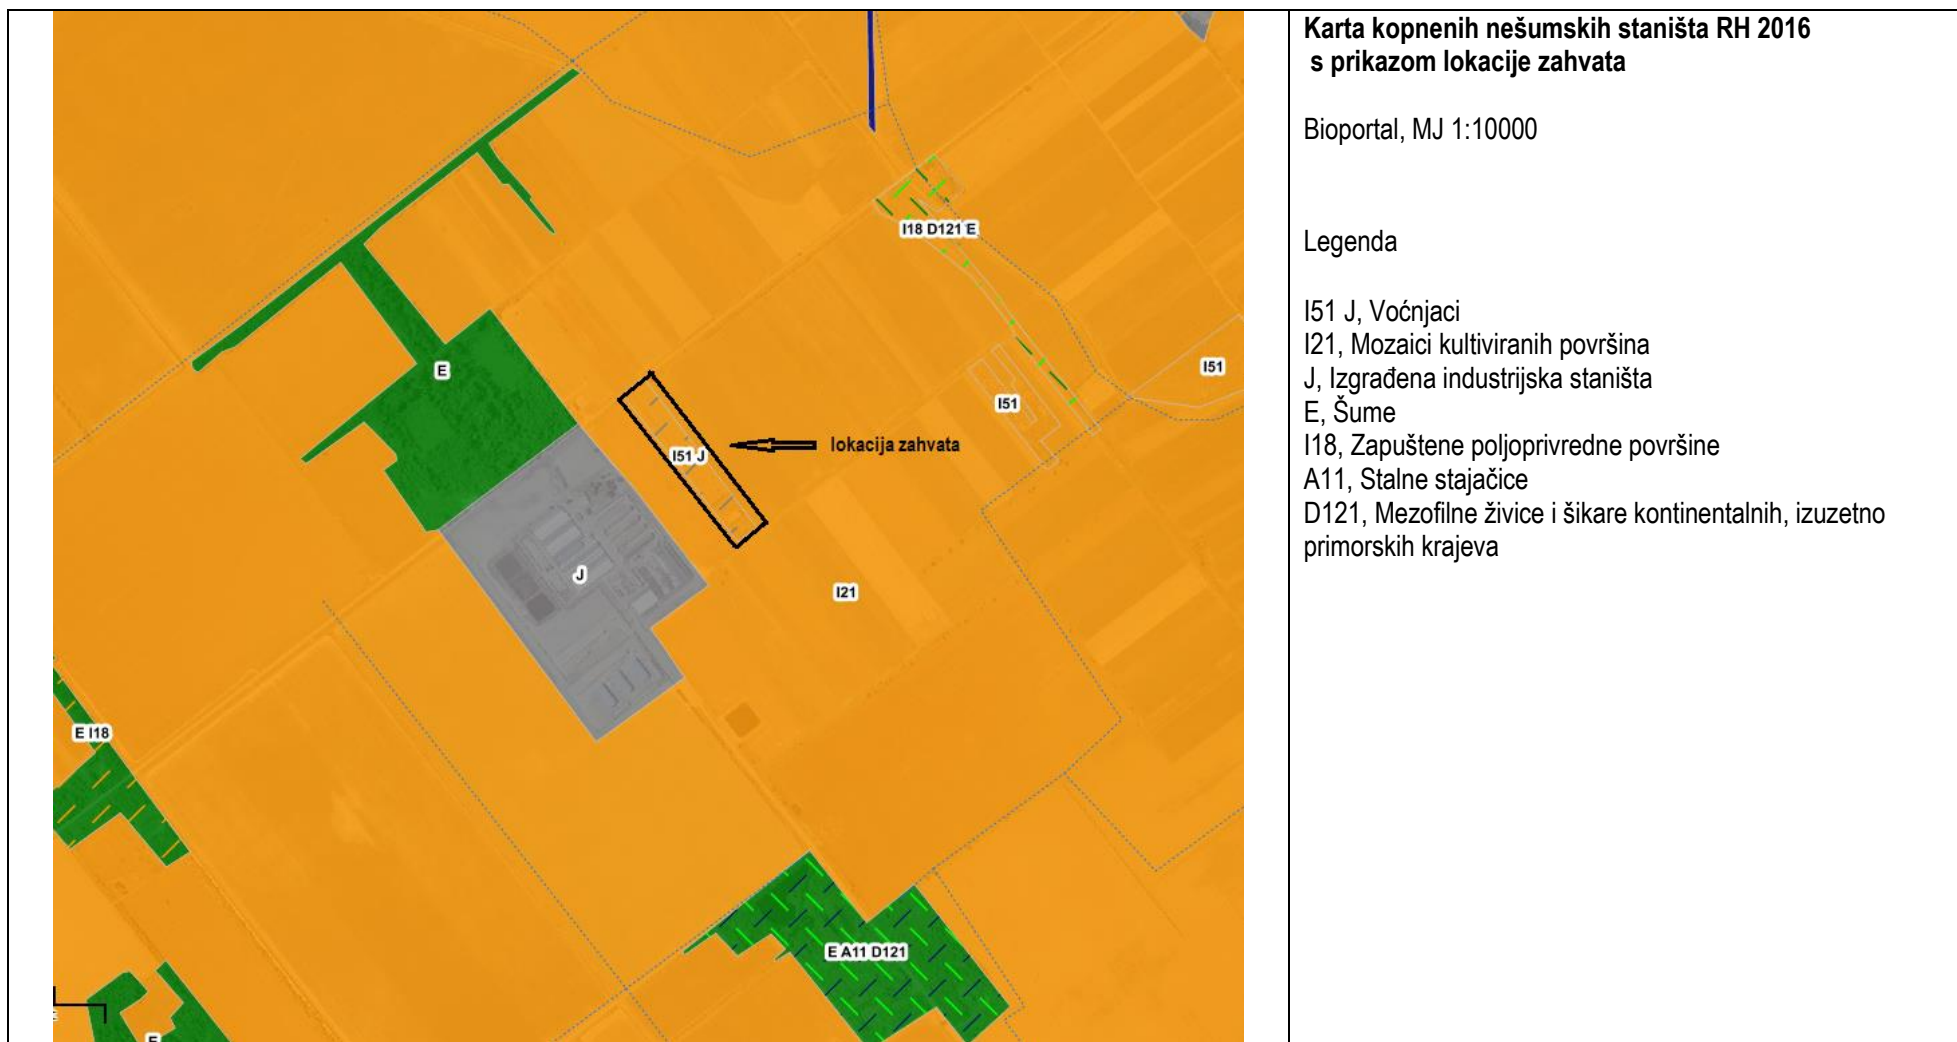 Karta kopnenih nešumskih staništa RH 2016
s prikazom lokacije zahvata
Bioportal, MJ 1:10000
Legenda
I51 J, Voćnjaci
I21, Mozaici kultiviranih površina
J, Izgrađena industrijska staništa
E, Šume
I18, Zapuštene poljoprivredne površine
A11, Stalne stajačice
D121, Mezofilne živice i šikare kontinentalnih, izuzetno
primorskih krajeva
I18 D121 E
E
I51
I51
lokacija zahvata
I51 J
J
I21
E I18
E A11 D121
E